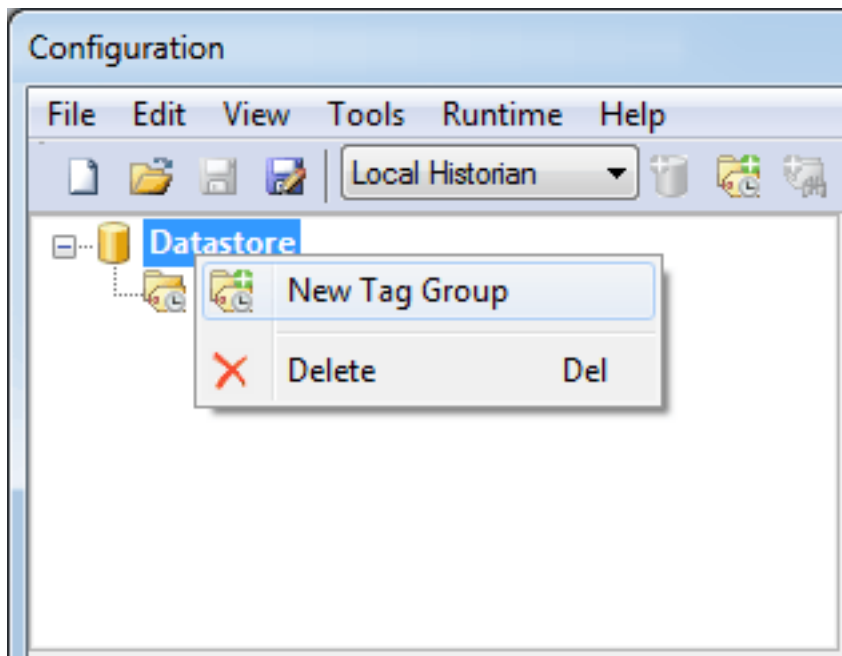 Configuration
File Edit View Tools Runtime Help
Local Historian
Datastore
New Tag Group
Delete Del